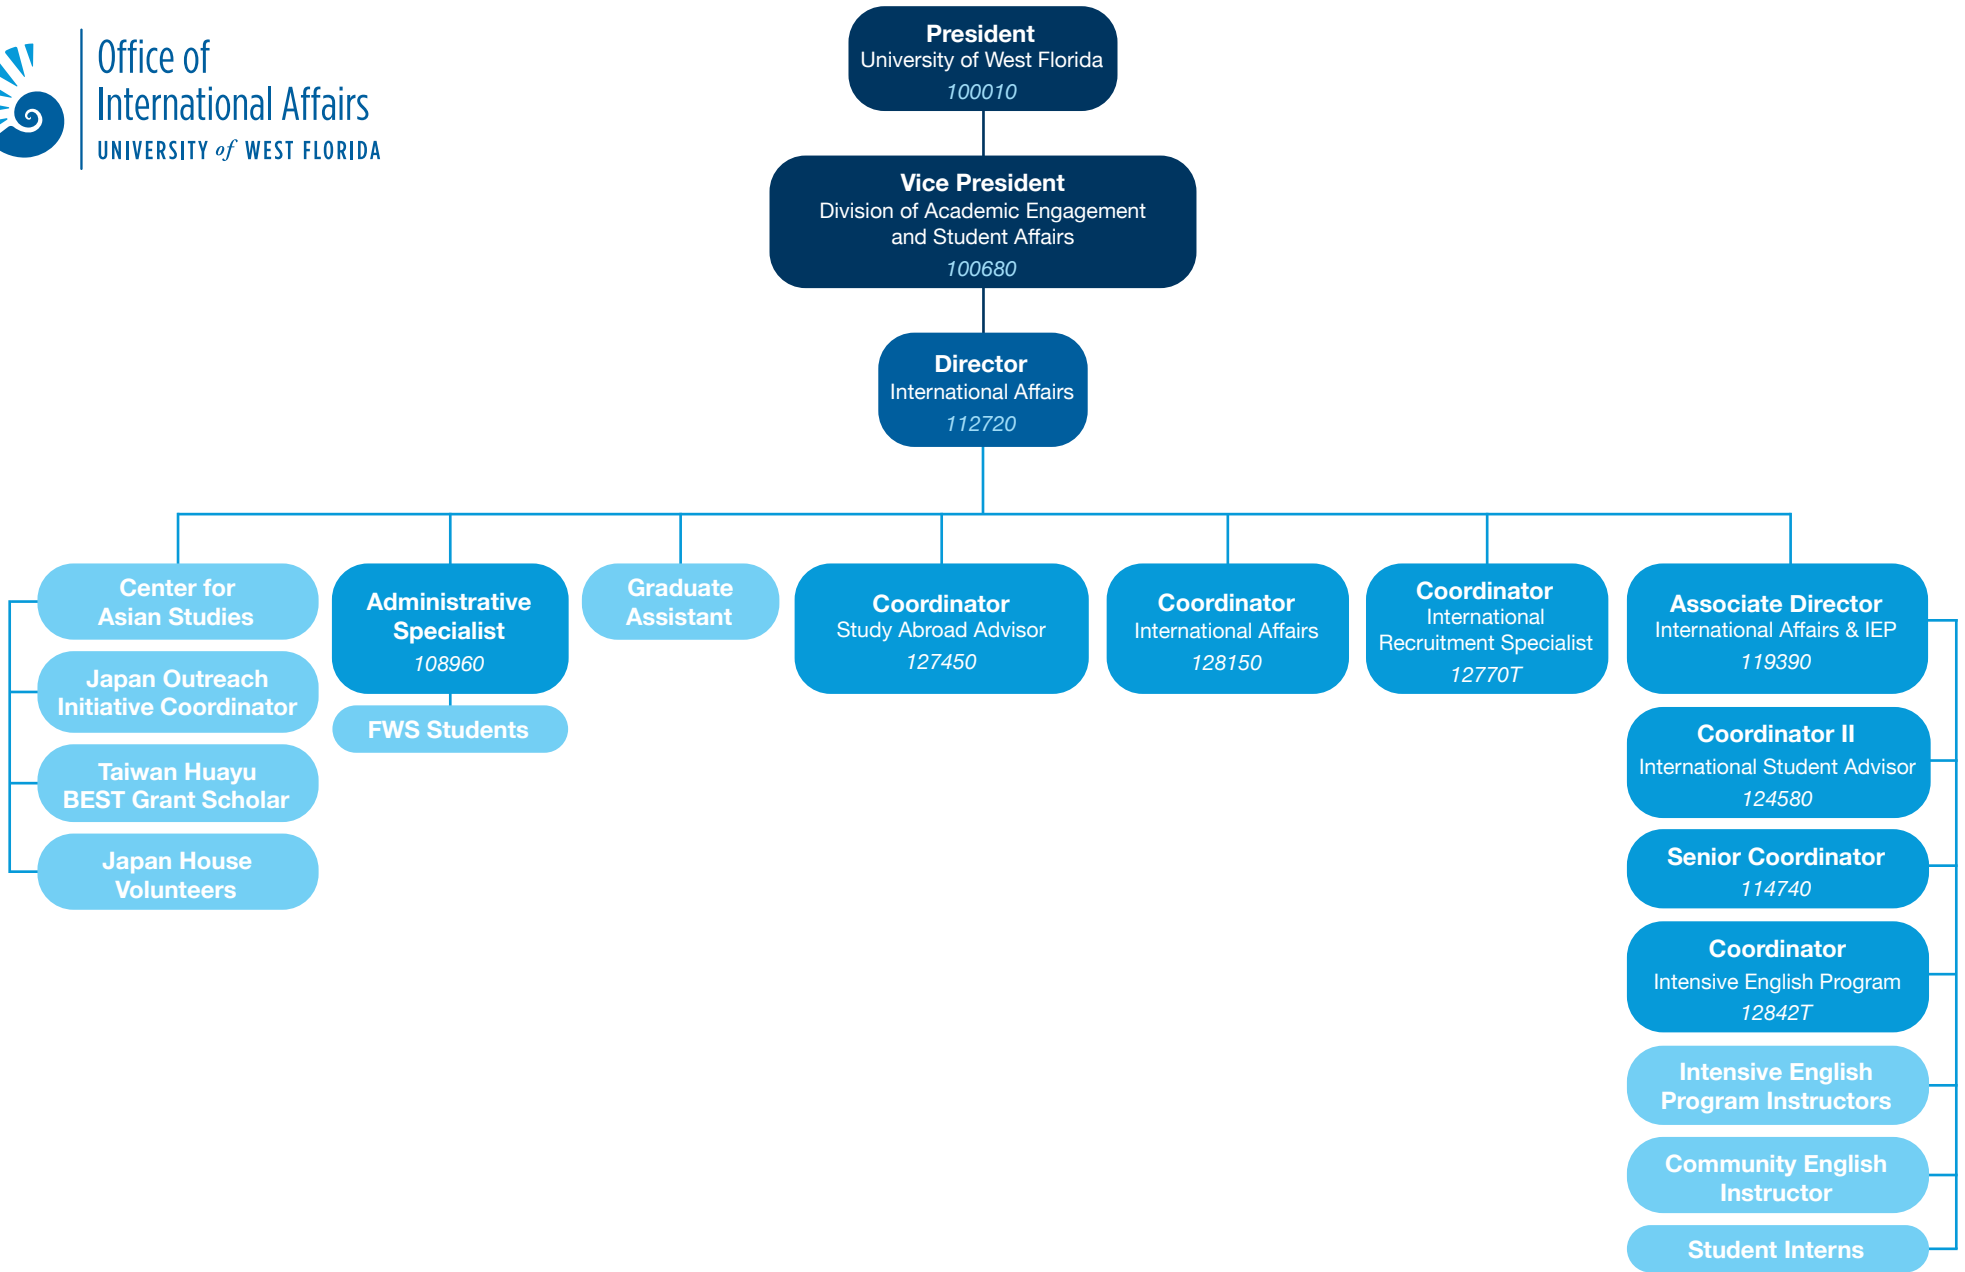 Office of
International Affairs
UNIVERSITY of WEST FLORIDA
President
University of West Florida
100010
Vice President
Division of Academic Engagement
and Student Affairs
100680
Director
International Affairs
112720
Center for
Asian Studies
Japan Outreach
Initiative Coordinator
Taiwan Huayu
BEST Grant Scholar
Japan House
Volunteers
Administrative
Specialist
108960
FWS Students
Graduate
Assistant
Coordinator
Study Abroad Advisor
127450
Coordinator
International Affairs
128150
Coordinator
International
Recruitment Specialist
12770T
Associate Director
International Affairs & IEP
119390
Coordinator II
International Student Advisor
124580
Senior Coordinator
114740
Coordinator
Intensive English Program
12842T
Intensive English
Program Instructors
Community English
Instructor
Student Interns